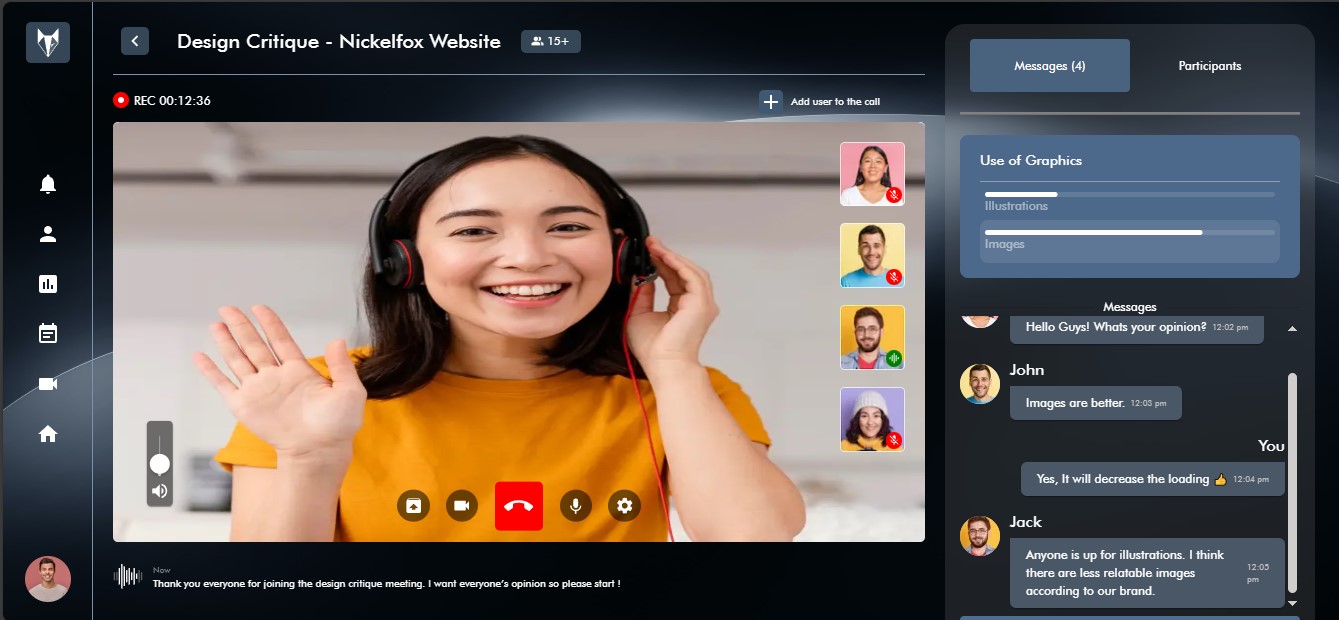 Design Critique - Nickelfox Website
15+
REC 00:12:36
Add user to the call
Now
Thank you everyone for joining the design critique meeting. I want everyone's opinion so please start !
Messages (4)
Participants
Use of Graphics
Illustrations
Images
Messages
Hello Guys! Whats your opinion? 12:02 pm
John
Images are better. 12:03 pm
You
Yes, It will decrease the loading 👍 12:04 pm
Jack
Anyone is up for illustrations. I think
there are less relatable images
according to our brand.
12:05
pm